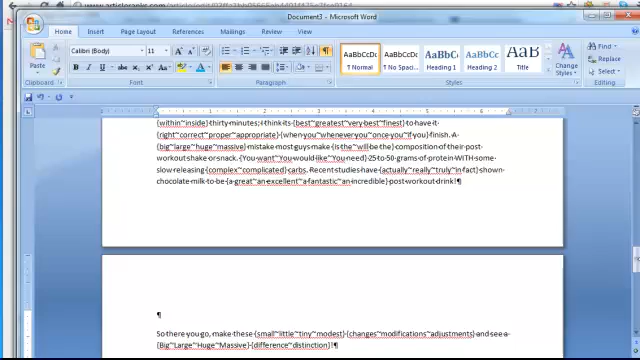 Document3 - Microsoft Word
Home Insert Page Layout References Mailings Review View
Calibri (Body) 11
Paste
Clipboard Font Paragraph Styles Editing
AaBbCcDc AaBbCcDc AaBbC AaBbCc AaB
¶ Normal ¶ No Spaci... Heading 1 Heading 2 Title
Change Styles
Find
Replace
Select
{within~inside} thirty minutes; I think its {best~greatest~very best~finest} to have it
{right~correct~proper~appropriate} {when you~whenever you~once you~if you} finish. A
{big~large~huge~massive} mistake most guys make {is the~will be the} composition of their post-
workout shake or snack. {You want~You would like~You need} 25 to 50 grams of protein WITH some
slow releasing {complex~complicated} carbs. Recent studies have {actually~really~truly~in fact} shown
chocolate milk to be {a great~an excellent~a fantastic~an incredible} post workout drink!¶
¶
So there you go, make these {small~little~tiny~modest} {changes~modifications~adjustments} and see a
{Big~Large~Huge~Massive} {difference~distinction}!¶